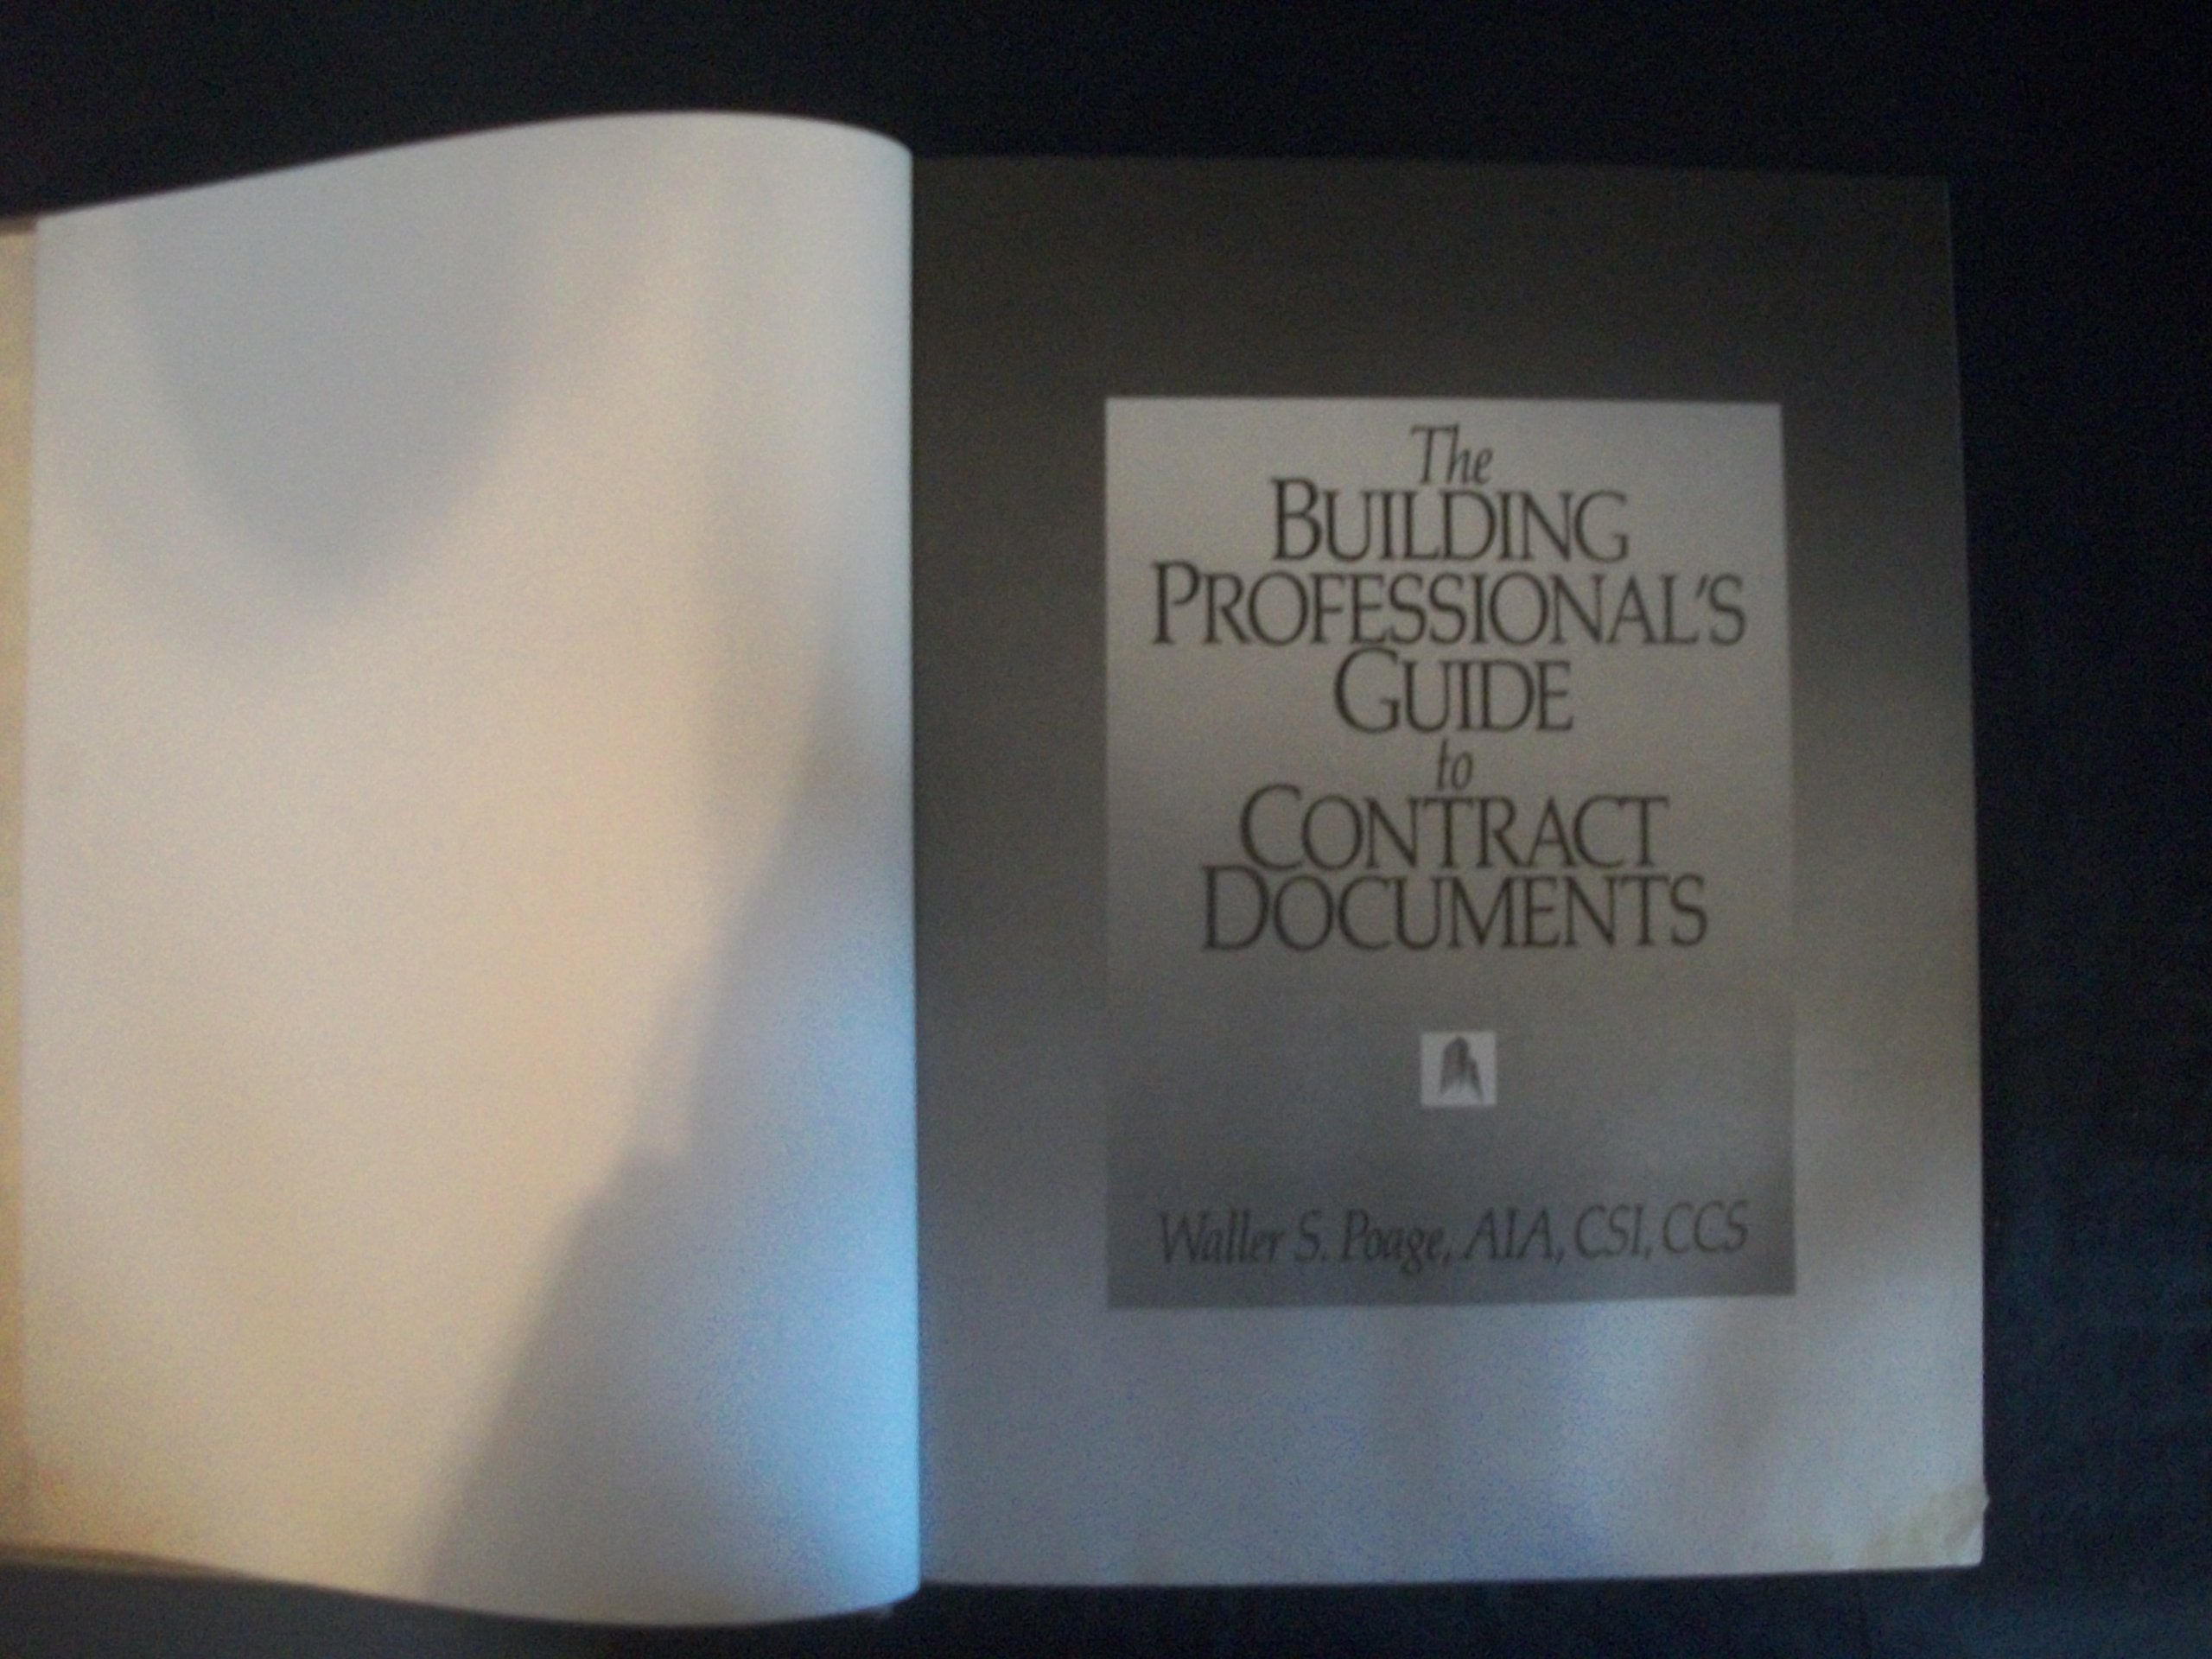 The
BUILDING
PROFESSIONAL'S
GUIDE
to
CONTRACT
DOCUMENTS
Waller S. Poage, AIA, CSI, CCS